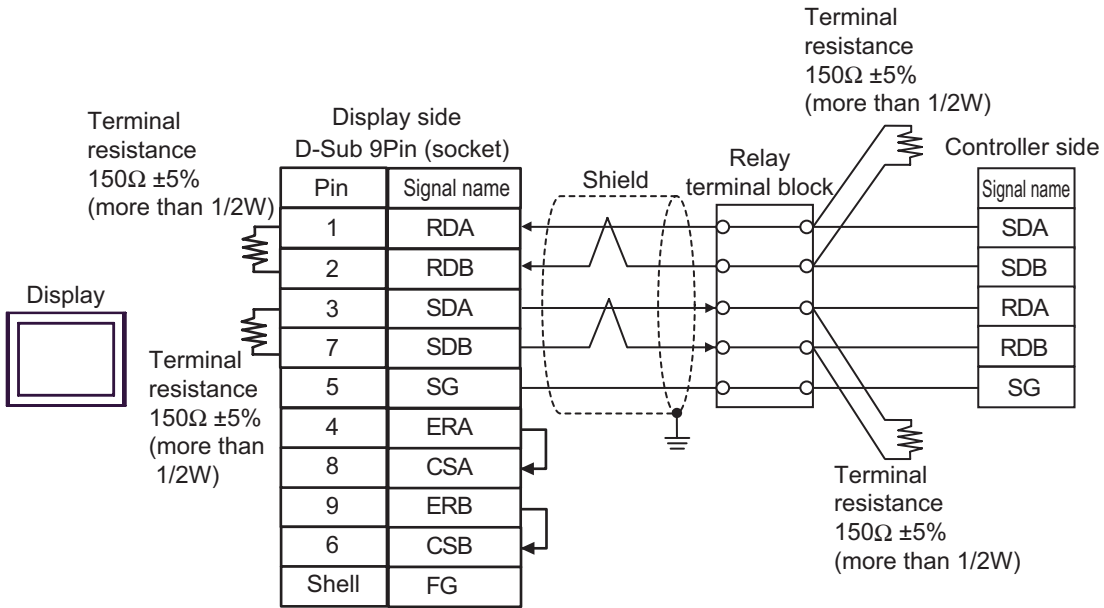 Terminal
resistance
150Ω ±5%
(more than 1/2W)
Terminal
resistance
150Ω ±5%
(more than 1/2W)
Display side
D-Sub 9Pin (socket)
Shield
Relay
terminal block
Controller side
Pin Signal name
1 RDA
2 RDB
3 SDA
7 SDB
5 SG
4 ERA
8 CSA
9 ERB
6 CSB
Shell FG
Signal name
SDA
SDB
RDA
RDB
SG
Display
Terminal
resistance
150Ω ±5%
(more than
1/2W)
Terminal
resistance
150Ω ±5%
(more than 1/2W)